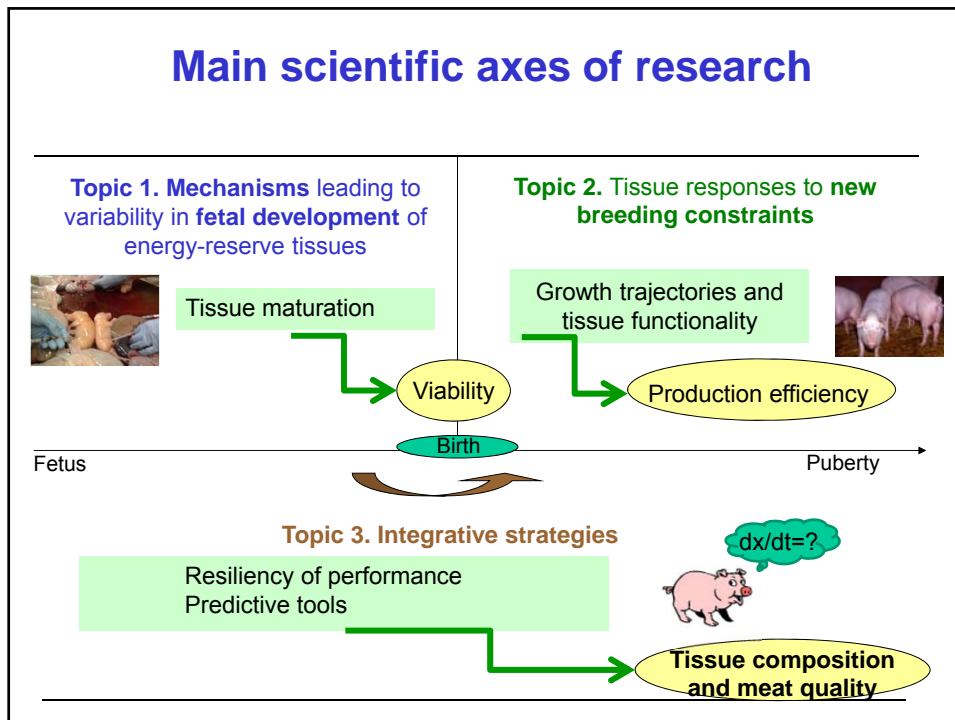 Main scientific axes of research
Topic 1. Mechanisms leading to
variability in fetal development of
energy-reserve tissues
Topic 2. Tissue responses to new
breeding constraints
Tissue maturation
Growth trajectories and
tissue functionality
Viability
Production efficiency
Birth
Fetus
Puberty
Topic 3. Integrative strategies
dx/dt=?
Resiliency of performance
Predictive tools
Tissue composition
and meat quality